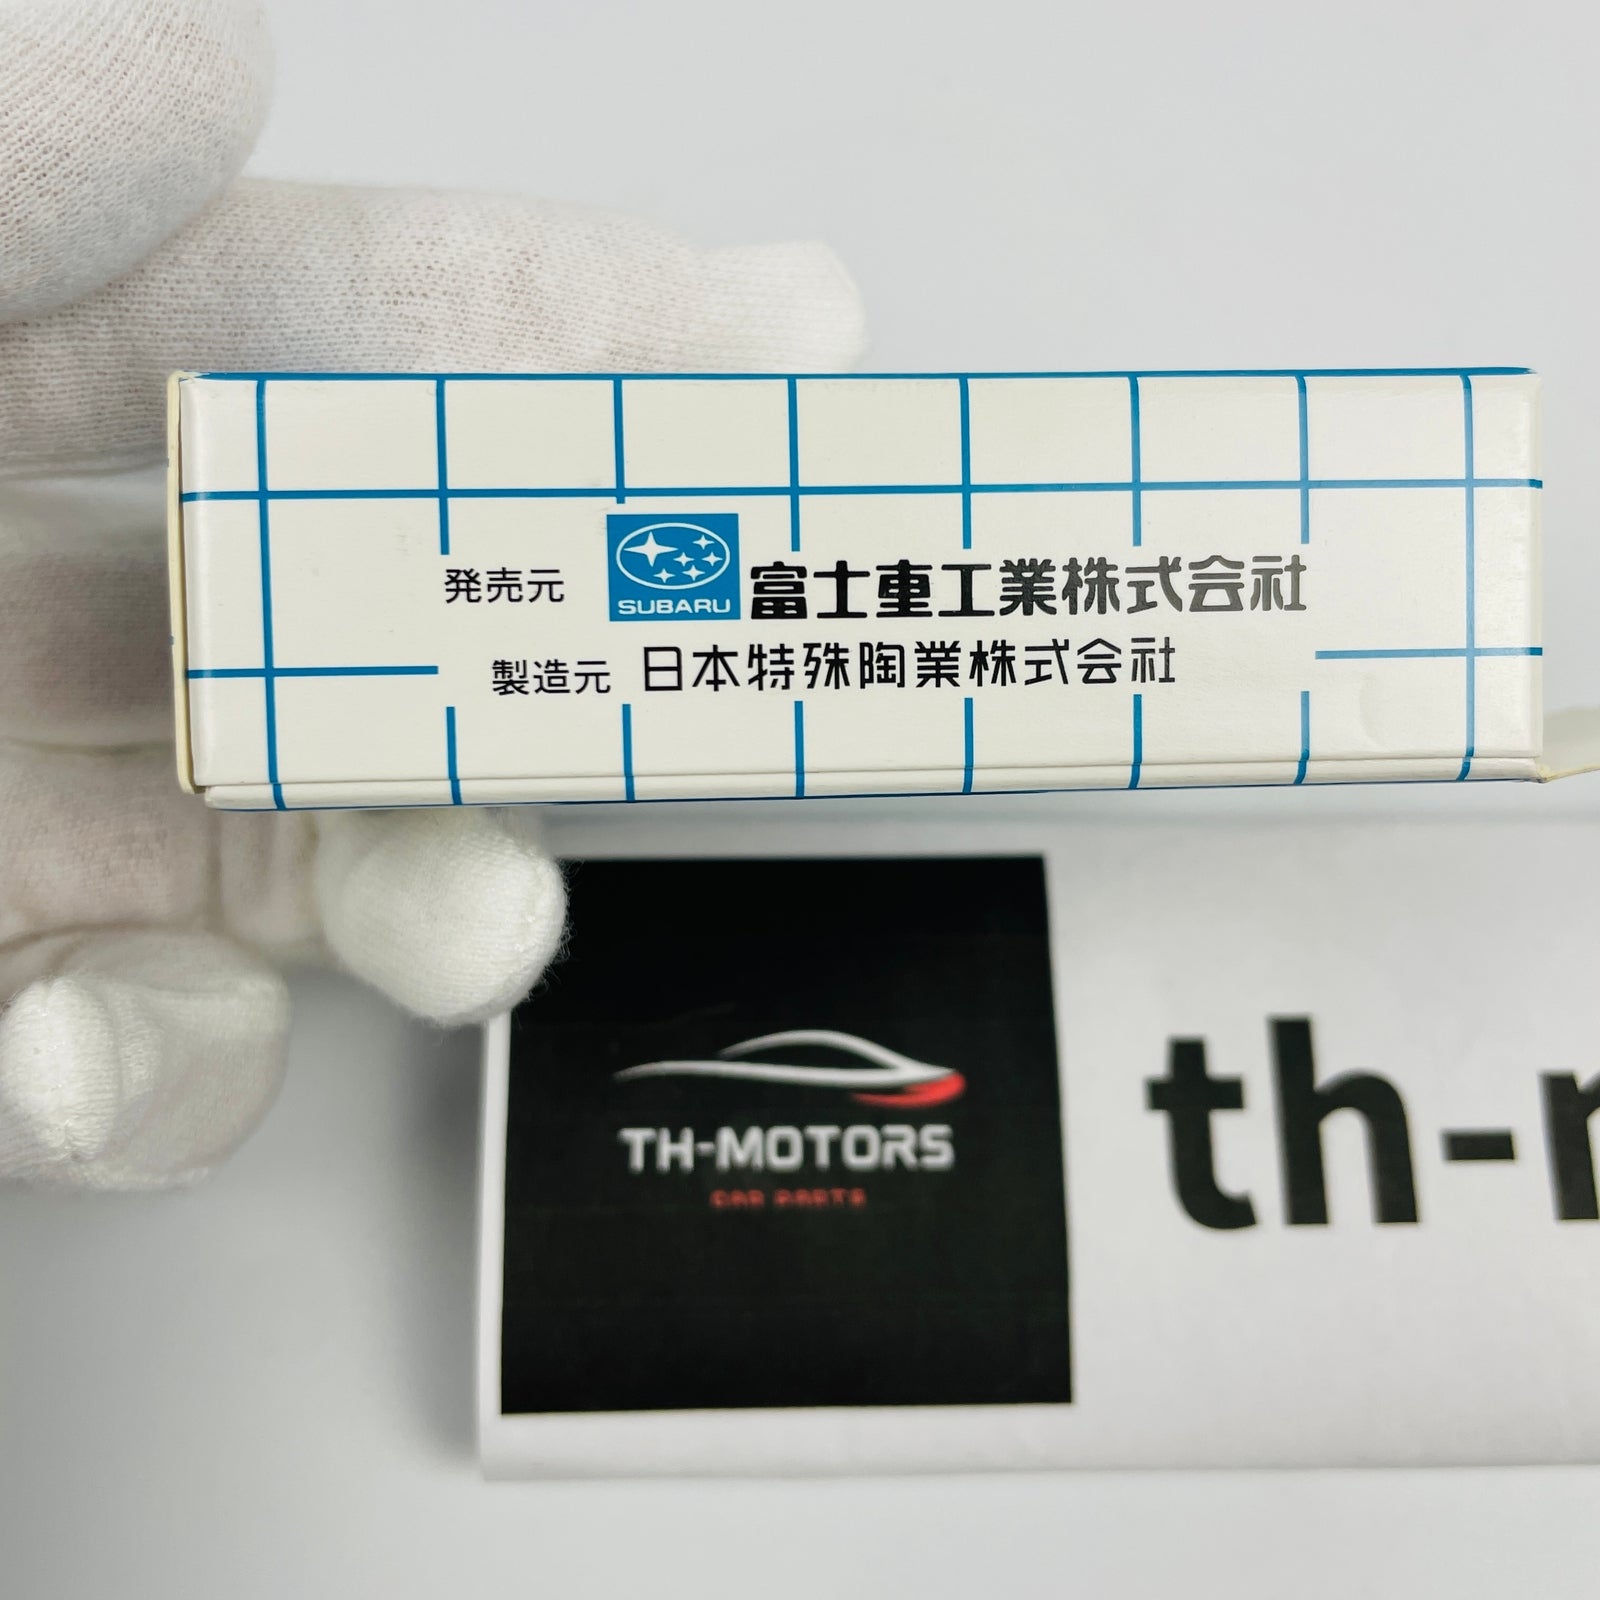 発売元 SUBARU 富士重工業株式会社
製造元 日本特殊陶業株式会社
TH-MOTORS
CAR PARTS
th-